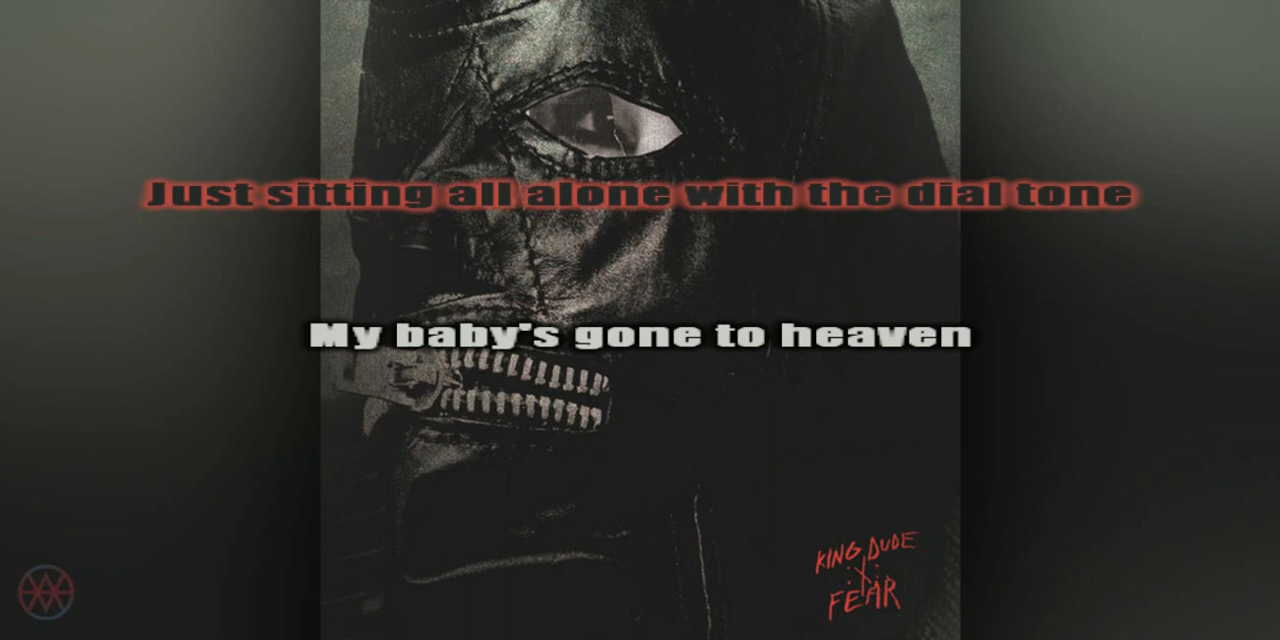 Just sitting all alone with the dial tone
My baby's gone to heaven
KING DUDE
FEAR